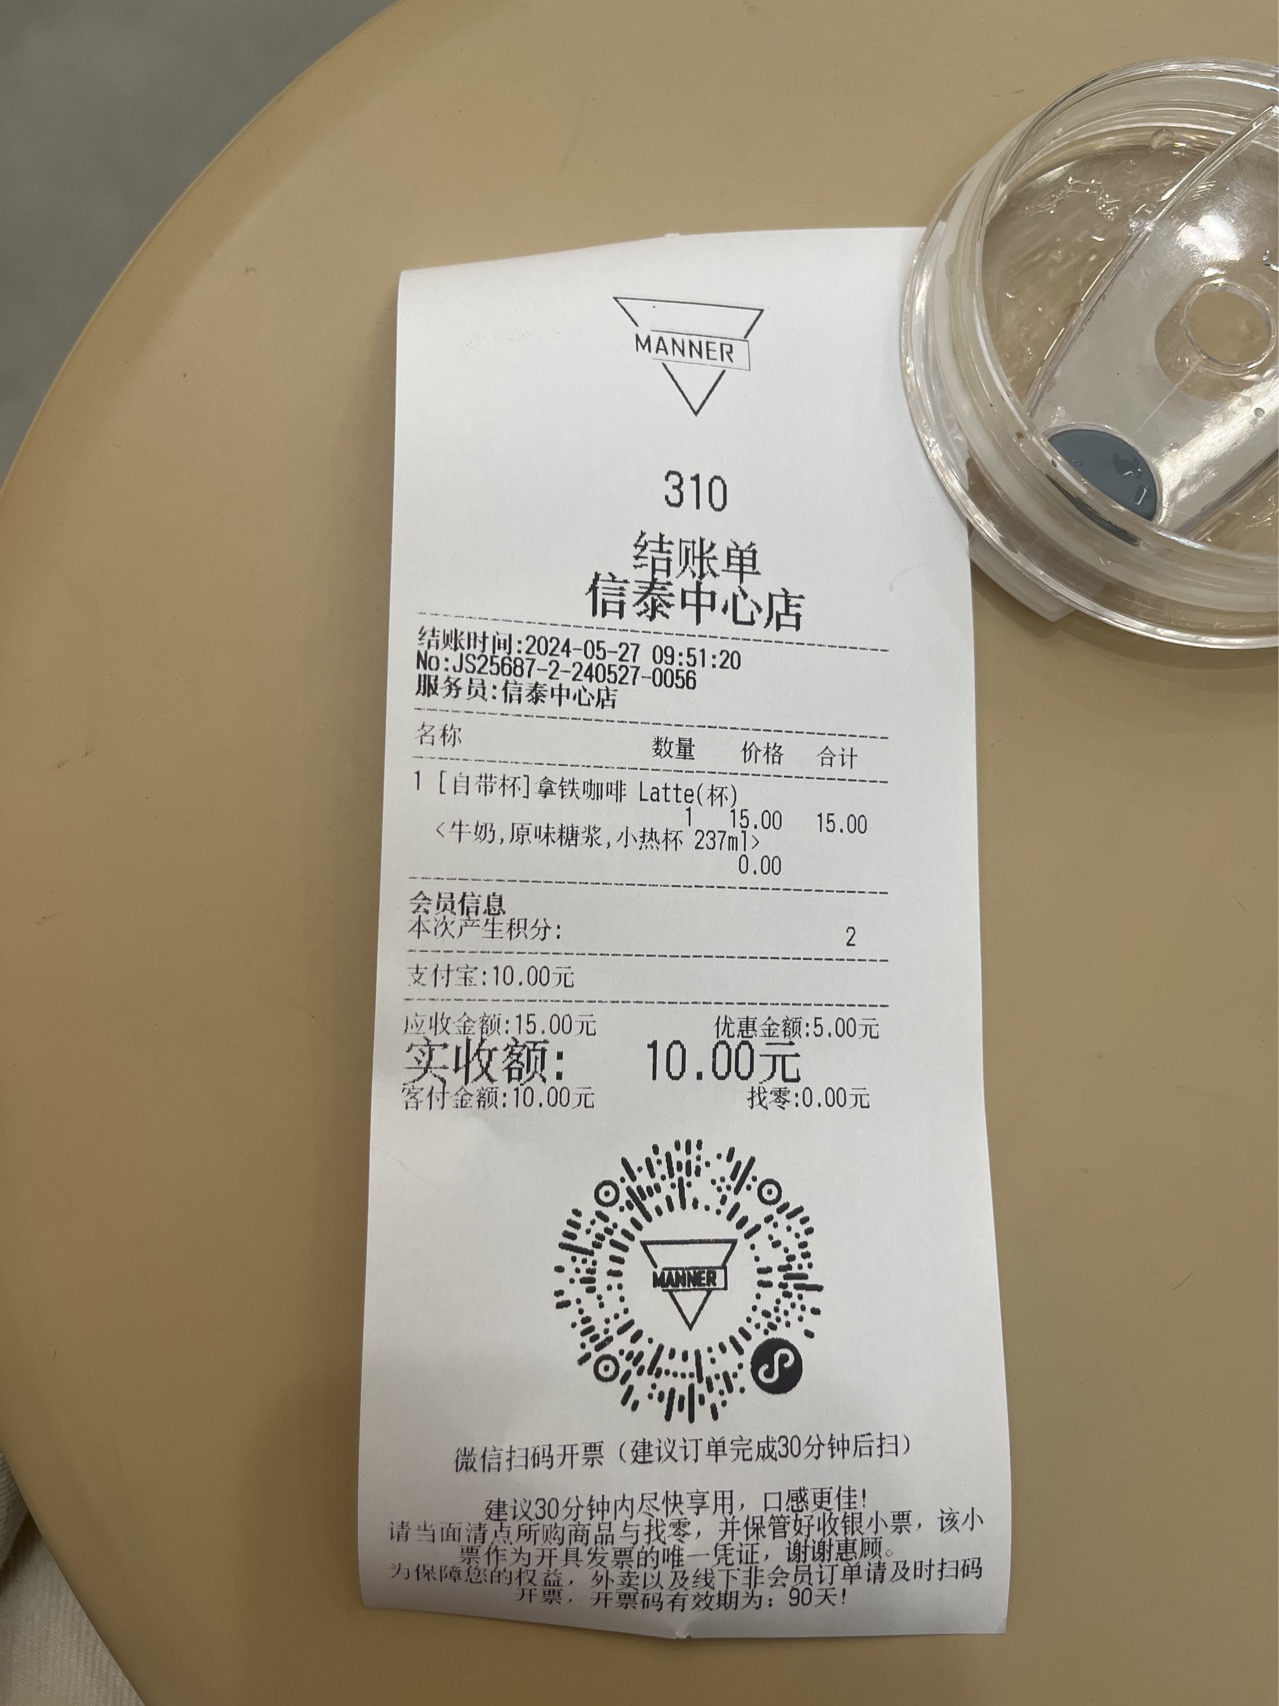 MANNER
310
结账单
信泰中心店
结账时间:2024-05-27 09:51:20
No:JS25687-2-240527-0056
服务员:信泰中心店
名称 数量 价格 合计
1 [自带杯]拿铁咖啡 Latte(杯)
1 15.00 15.00
<牛奶,原味糖浆,小热杯 237ml>
0.00
会员信息
本次产生积分: 2
支付宝:10.00元
应收金额:15.00元 优惠金额:5.00元
实收额: 10.00元
客付金额:10.00元 找零:0.00元
MANNER
微信扫码开票（建议订单完成30分钟后扫）
建议30分钟内尽快享用，口感更佳!
请当面清点所购商品与找零，并保管好收银小票，该小
票作为开具发票的唯一凭证，谢谢惠顾。
为保障您的权益，外卖以及线下非会员订单请及时扫码
开票，开票码有效期为：90天!